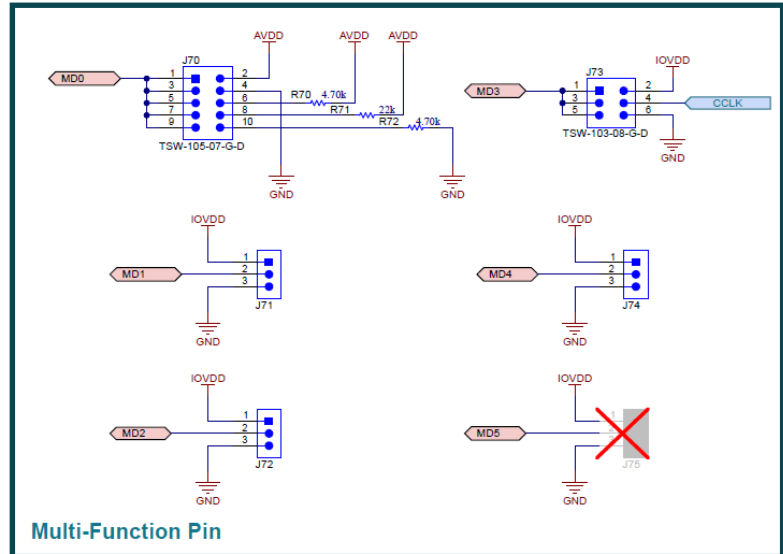 AVDD AVDD AVDD
J70
MD0
1 2
3 4
5 6
7 8
9 10
R70 4.70k
R71 22k
R72 4.70k
TSW-105-07-G-D
GND GND
IOVDD
J73
MD3
1 2
3 4
5 6
CCLK
TSW-103-08-G-D
GND
IOVDD
MD1
1
2
3
J71
GND
IOVDD
MD4
1
2
3
J74
GND
IOVDD
MD2
1
2
3
J72
GND
IOVDD
MD5
1
3
J75
GND
Multi-Function Pin